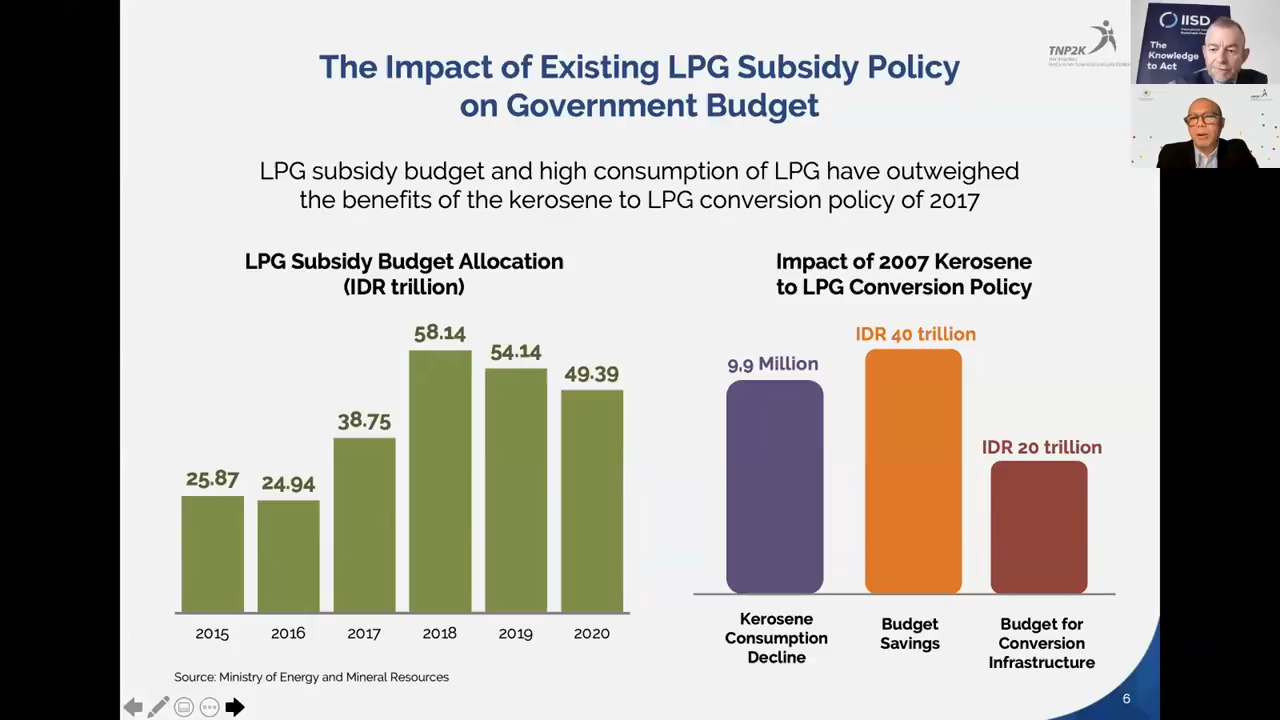 The Impact of Existing LPG Subsidy Policy
on Government Budget
TNP2K
IISD
The
Knowledge
to Act
LPG subsidy budget and high consumption of LPG have outweighed
the benefits of the kerosene to LPG conversion policy of 2017
LPG Subsidy Budget Allocation
(IDR trillion)
25.87
24.94
38.75
58.14
54.14
49.39
2015
2016
2017
2018
2019
2020
Source: Ministry of Energy and Mineral Resources
Impact of 2007 Kerosene
to LPG Conversion Policy
9.9 Million
IDR 40 trillion
IDR 20 trillion
Kerosene
Consumption
Decline
Budget
Savings
Budget for
Conversion
Infrastructure
6